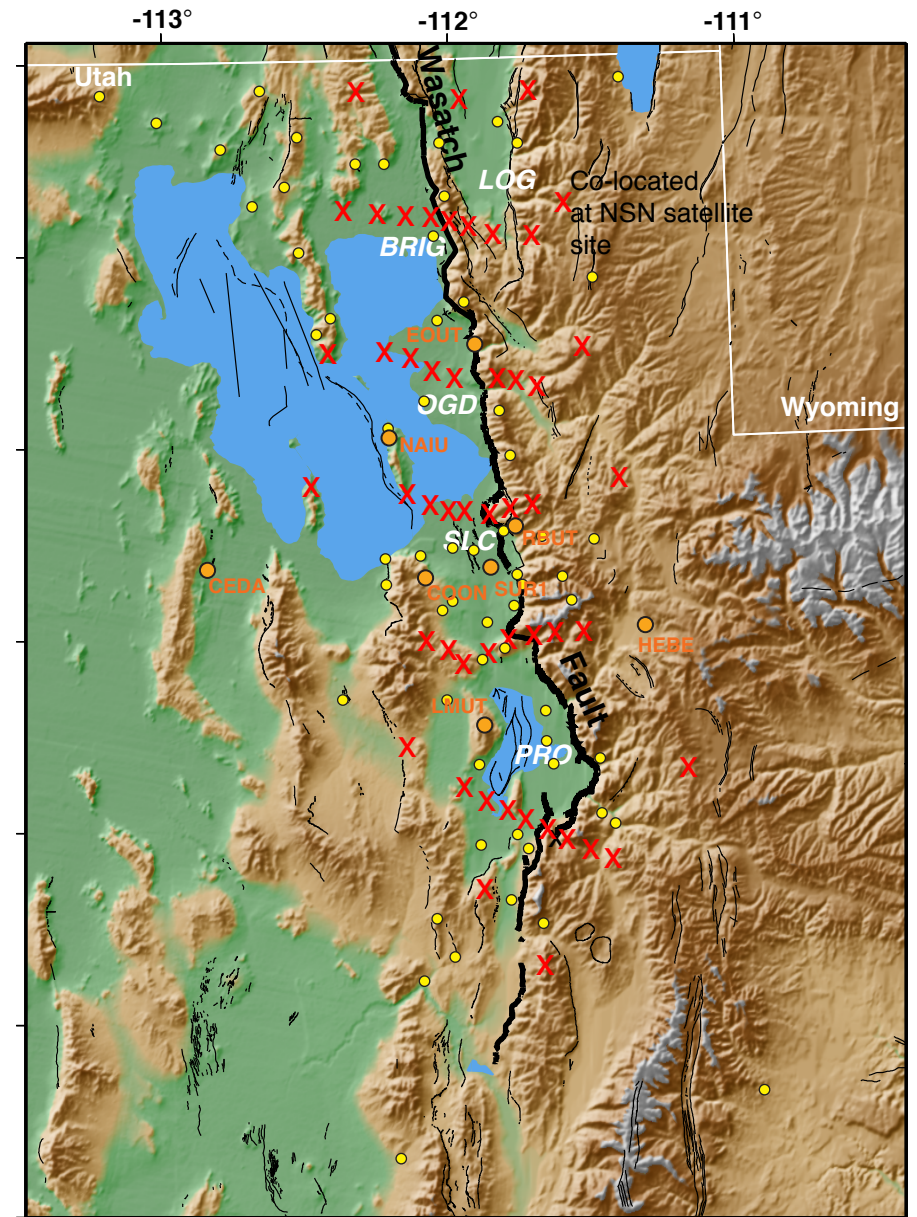 -113°
-112°
-111°
Utah
Wasatch
LOG
Co-located
at NSN satellite
site
BRIG
EOUT
OGD
Wyoming
NAIU
RBUT
SLC
CEDA
COON
SUR1
HEBE
Fault
LMUT
PRO